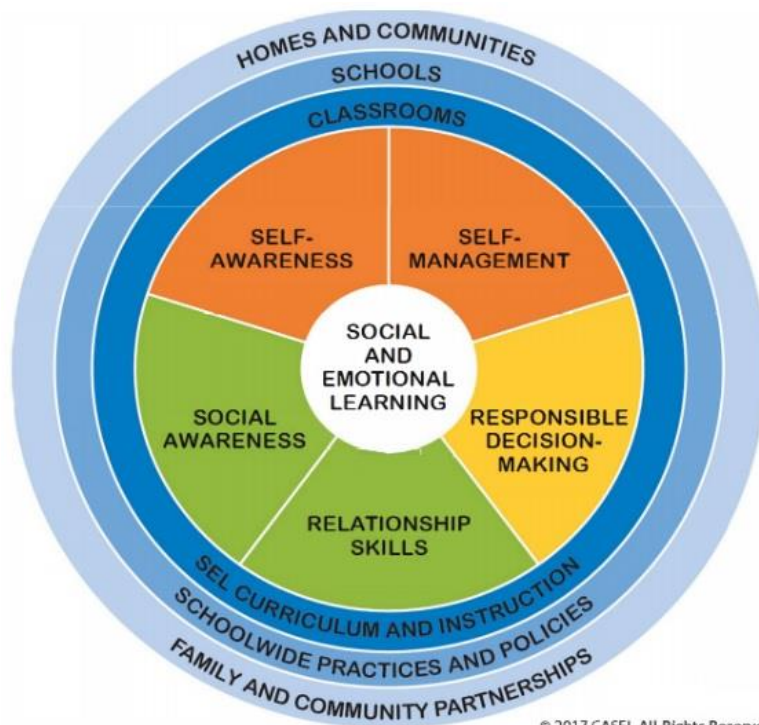 HOMES AND COMMUNITIES
SCHOOLS
CLASSROOMS
SELF-
AWARENESS
SELF-
MANAGEMENT
SOCIAL
AND
EMOTIONAL
LEARNING
SOCIAL
AWARENESS
RESPONSIBLE
DECISION-
MAKING
RELATIONSHIP
SKILLS
SEL CURRICULUM AND INSTRUCTION
SCHOOLWIDE PRACTICES AND POLICIES
FAMILY AND COMMUNITY PARTNERSHIPS
© 2017 CASEL All Rights